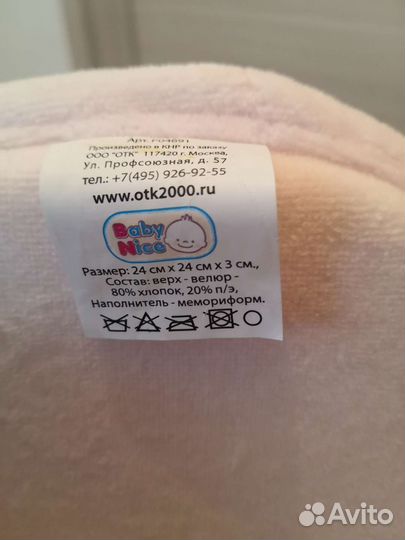 Арт. F04691
Произведено в КНР по заказу
ООО "ОТК" 117420 г. Москва,
Ул. Профсоюзная, д. 57
тел.: +7(495) 926-92-55
www.otk2000.ru
Baby
Nice
Размер: 24 см x 24 см x 3 см.,
Состав: верх - велюр -
80% хлопок, 20% п/э,
Наполнитель - мемориформ.
Avito